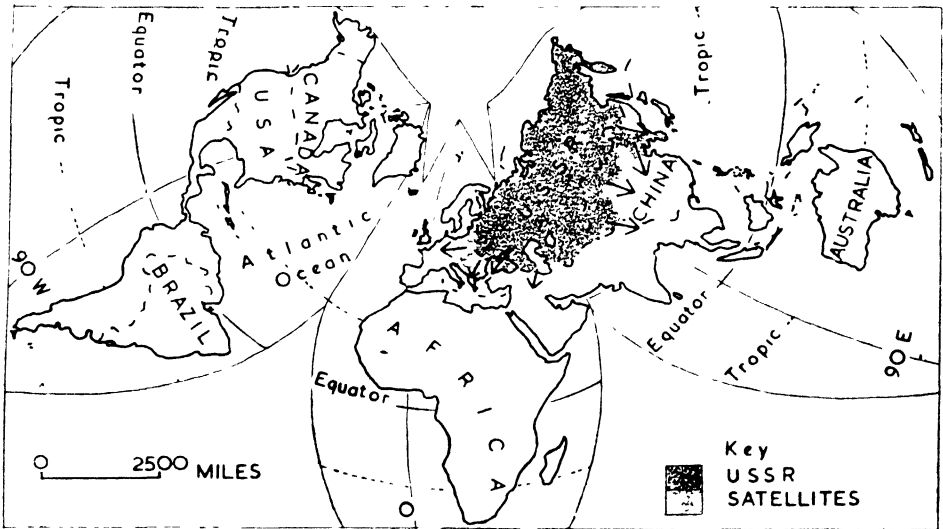 Tropic
Equator
Tropic
CANADA
USA
Atlantic
Ocean
90 W
BRAZIL
USSR
CHINA
Tropic
AUSTRALIA
Equator
Tropic
90 E
AFRICA
Equator
0
0 2500 MILES
Key
USSR
SATELLITES